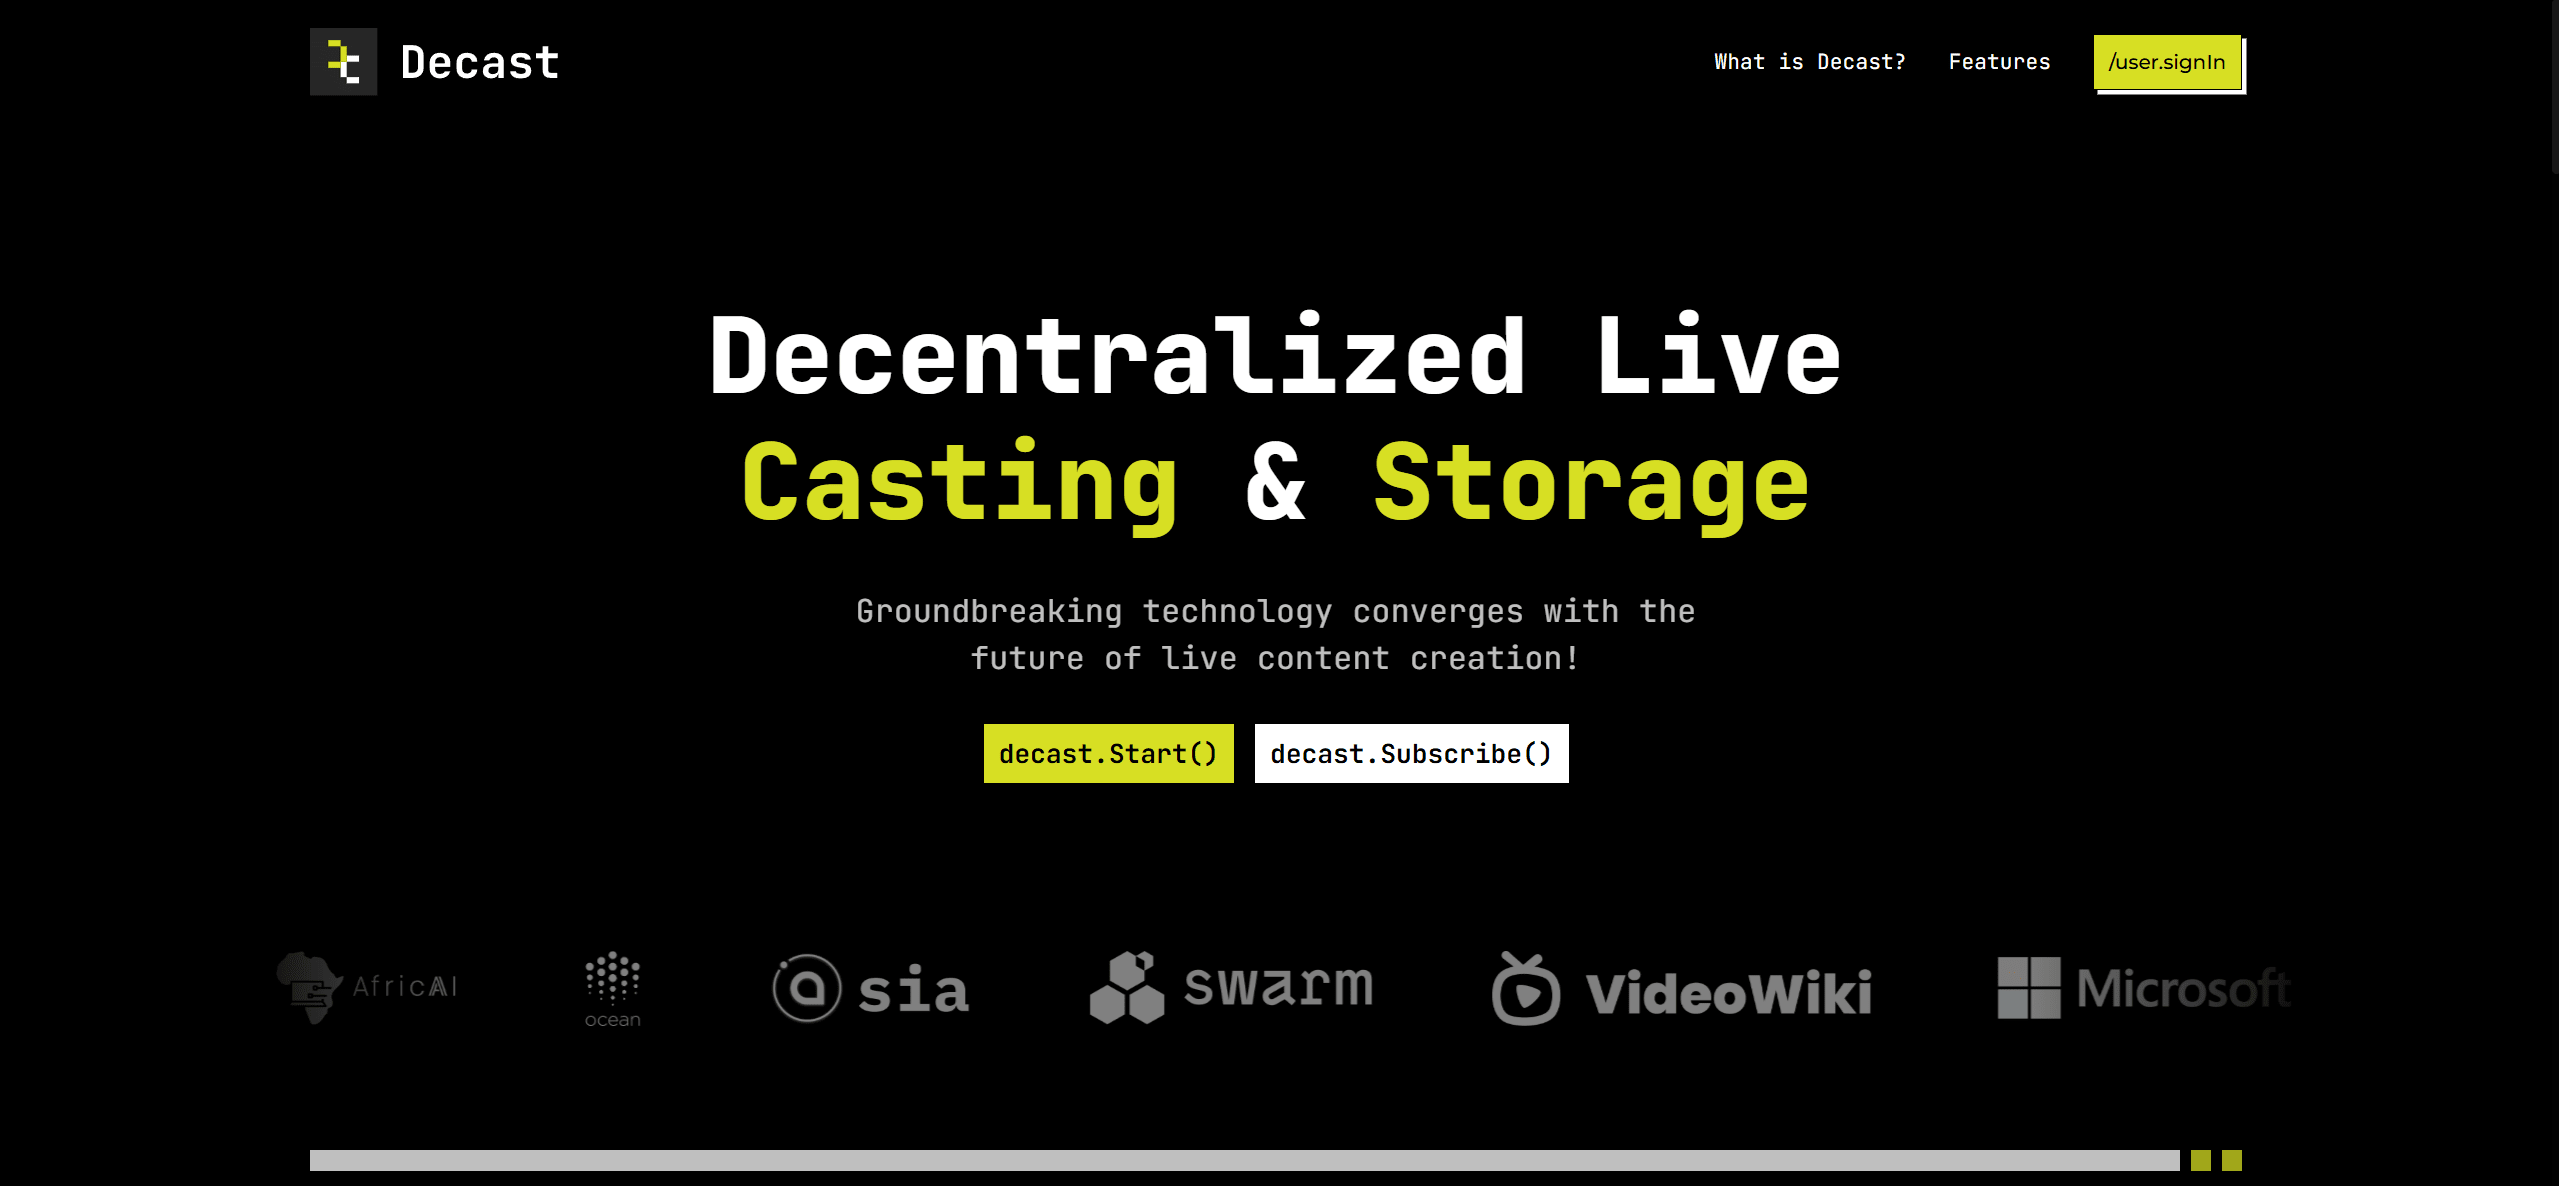 Decast
What is Decast?
Features
/user.signIn
Decentralized Live
Casting & Storage
Groundbreaking technology converges with the
future of live content creation!
decast.Start()
decast.Subscribe()
AfricAI
ocean
sia
swarm
VideoWiki
Microsoft